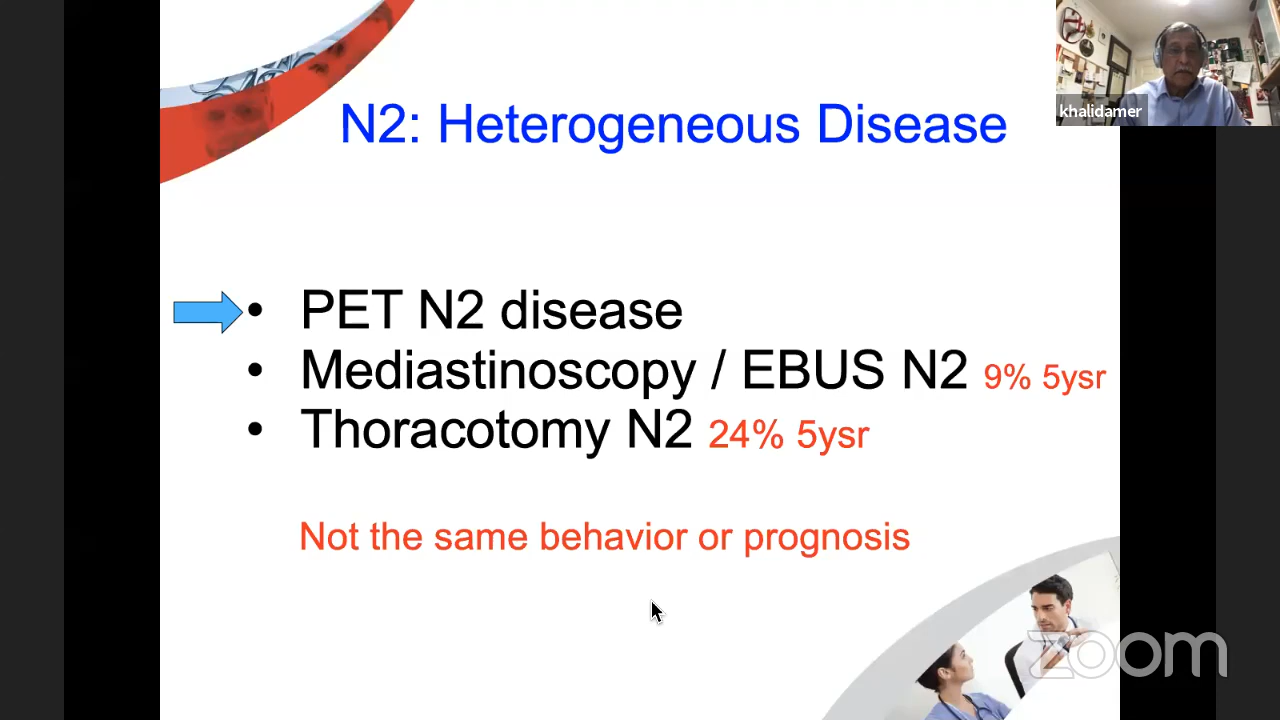 khalidamer
N2: Heterogeneous Disease
• PET N2 disease
• Mediastinoscopy / EBUS N2 9% 5ysr
• Thoracotomy N2 24% 5ysr
Not the same behavior or prognosis
zoom